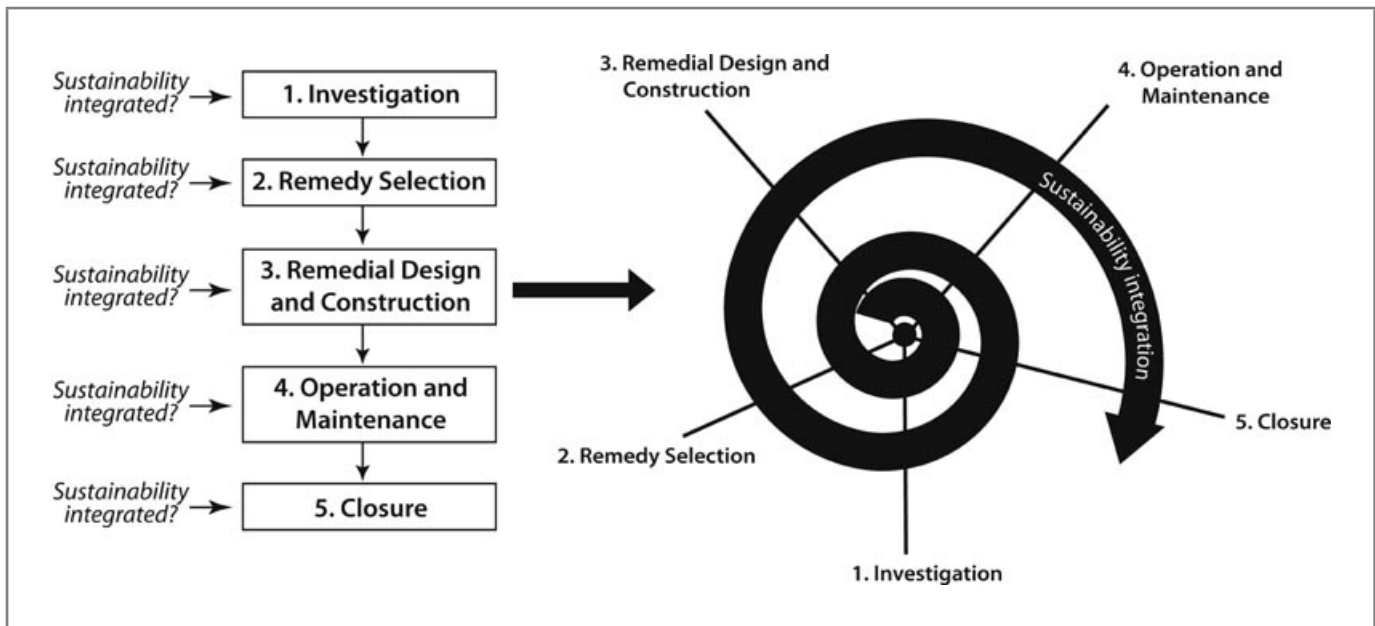 Sustainability
integrated?
1. Investigation
Sustainability
integrated?
2. Remedy Selection
Sustainability
integrated?
3. Remedial Design
and Construction
Sustainability
integrated?
4. Operation and
Maintenance
Sustainability
integrated?
5. Closure
3. Remedial Design and
Construction
4. Operation and
Maintenance
Sustainability integration
5. Closure
2. Remedy Selection
1. Investigation